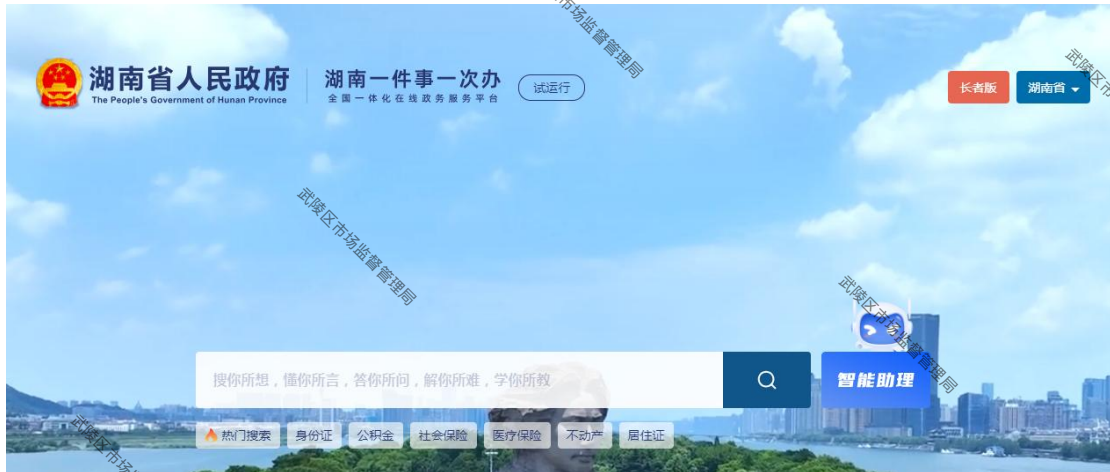 湖南省人民政府
The People's Government of Hunan Province
湖南一件事一次办
全国一体化在线政务服务平台
试运行
长者版
湖南省
搜你所想，懂你所言，答你所问，解你所难，学你所教
智能助理
热门搜索 身份证 公积金 社会保险 医疗保险 不动产 居住证
市场监督管理局
武陵区市
武陵区市场监督管理局
武陵区市场监督管理局
武陵区市场